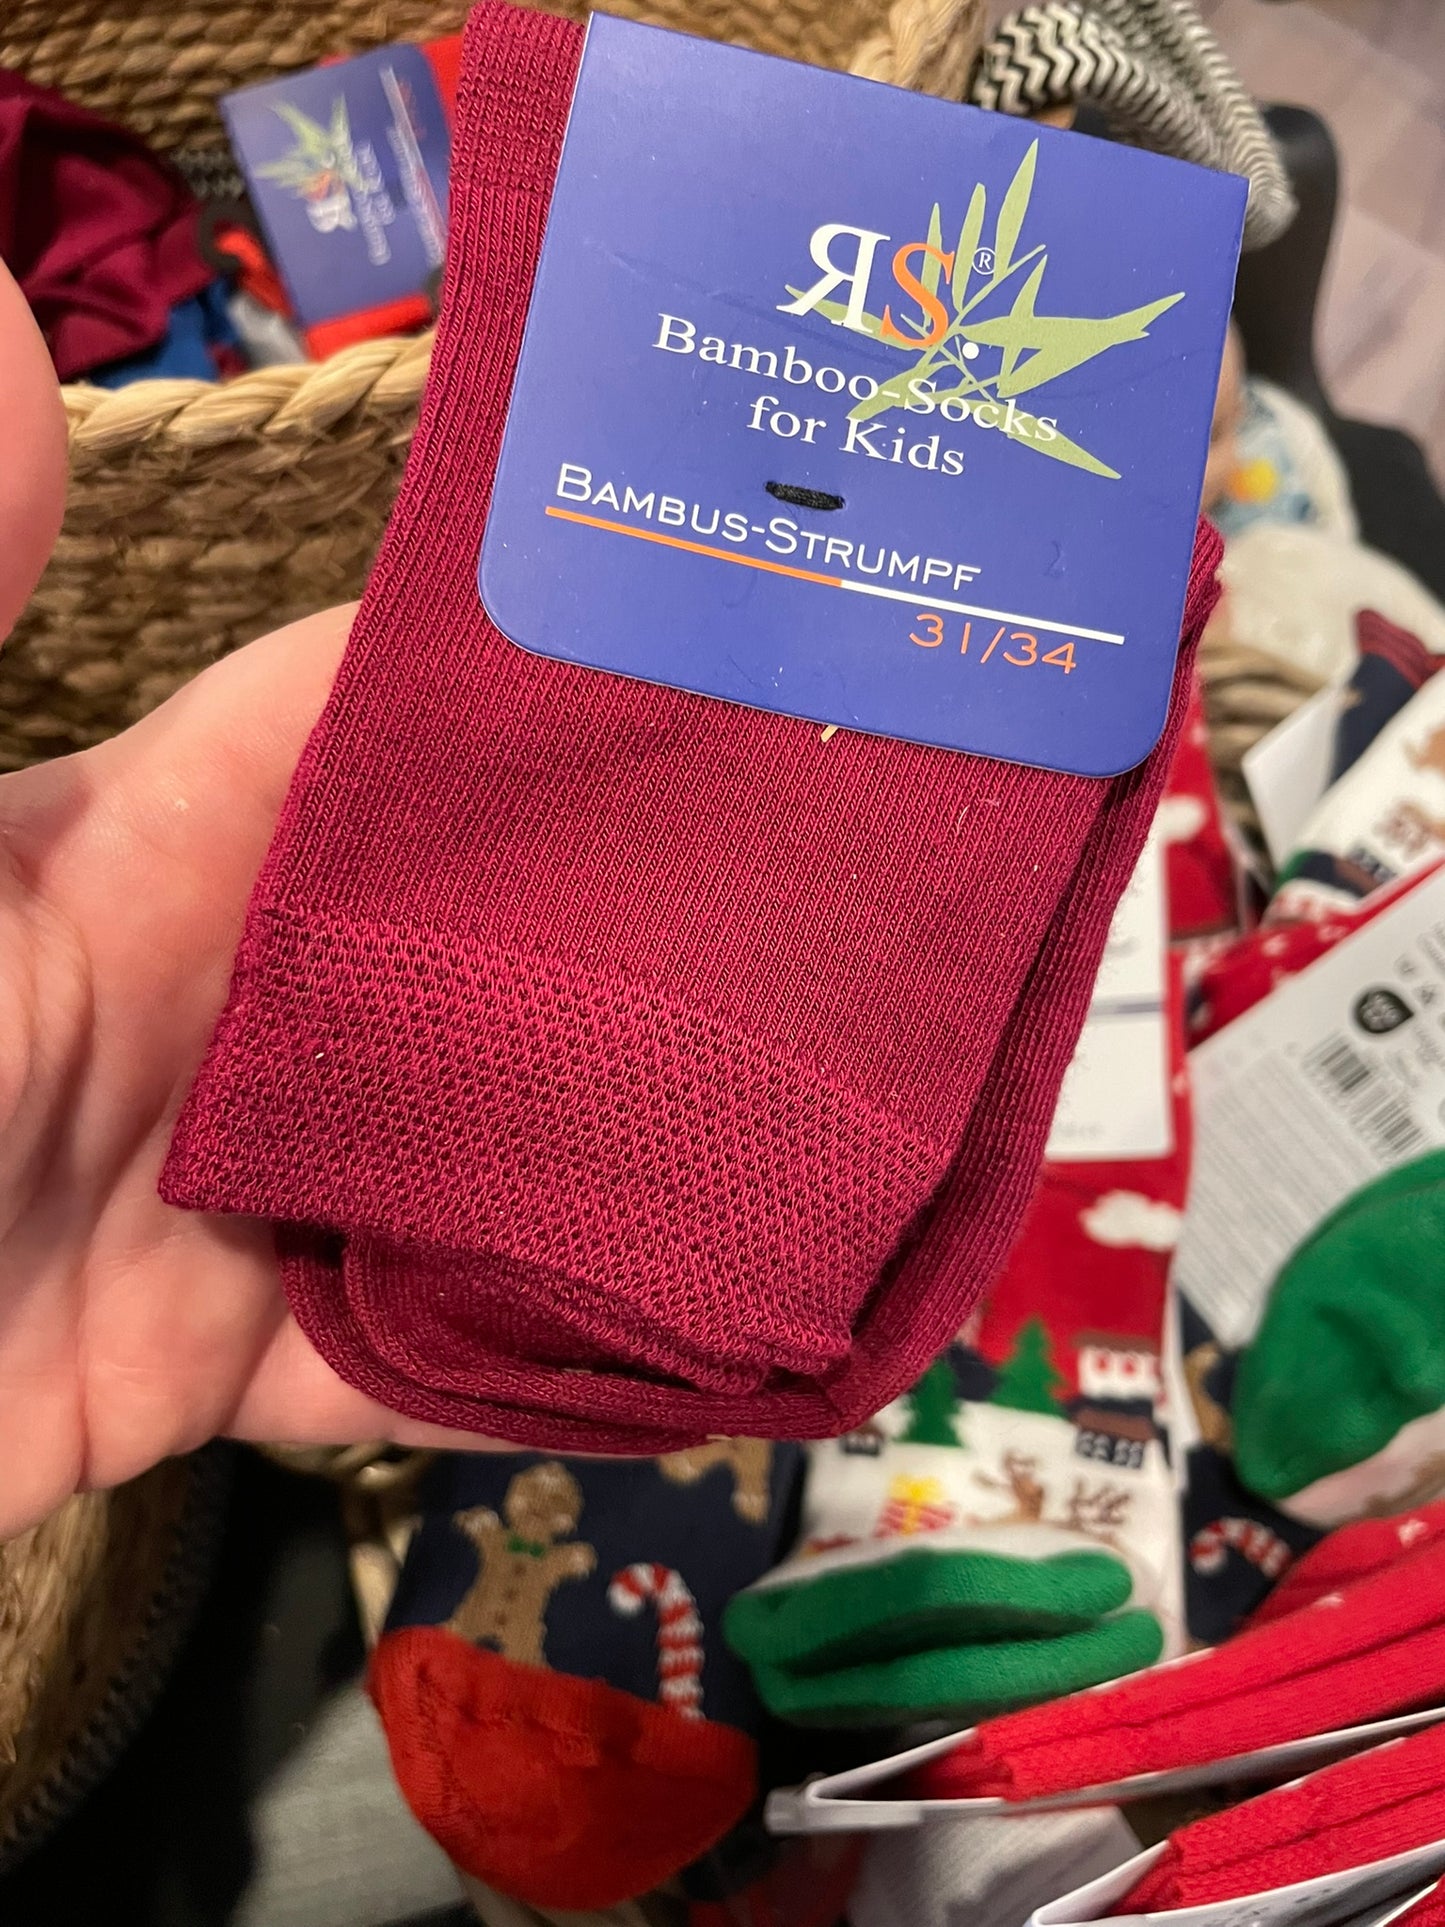 RS®
Bamboo-Socks
for Kids
BAMBUS-STRUMPF
31/34